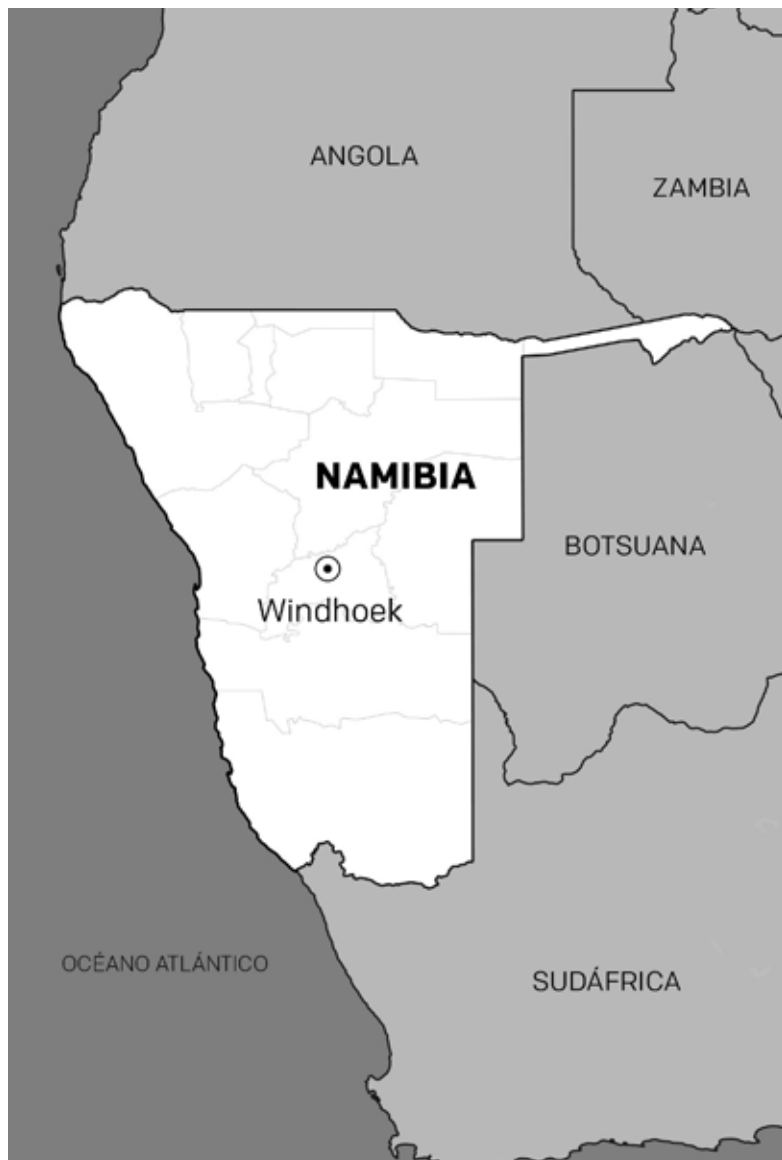 ANGOLA
ZAMBIA
NAMIBIA
BOTSUANA
Windhoek
OCÉANO ATLÁNTICO
SUDÁFRICA